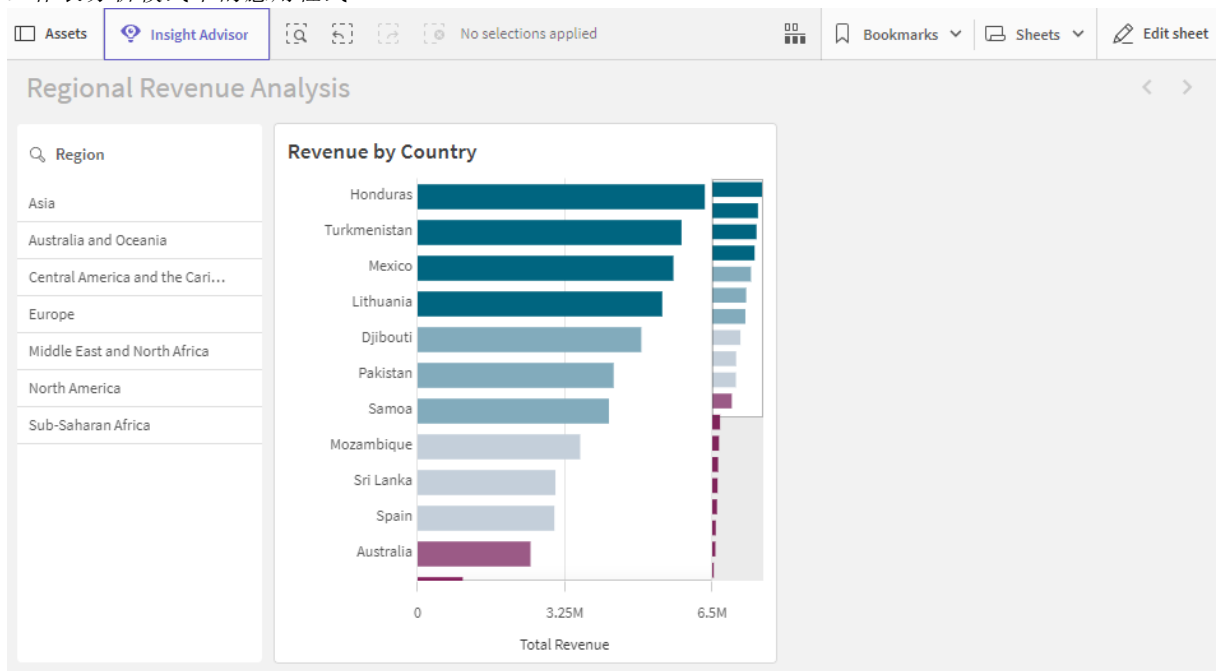 Assets
Insight Advisor
No selections applied
Bookmarks
Sheets
Edit sheet
Regional Revenue Analysis
Region
Asia
Australia and Oceania
Central America and the Cari...
Europe
Middle East and North Africa
North America
Sub-Saharan Africa
Revenue by Country
Honduras
Turkmenistan
Mexico
Lithuania
Djibouti
Pakistan
Samoa
Mozambique
Sri Lanka
Spain
Australia
0
3.25M
6.5M
Total Revenue